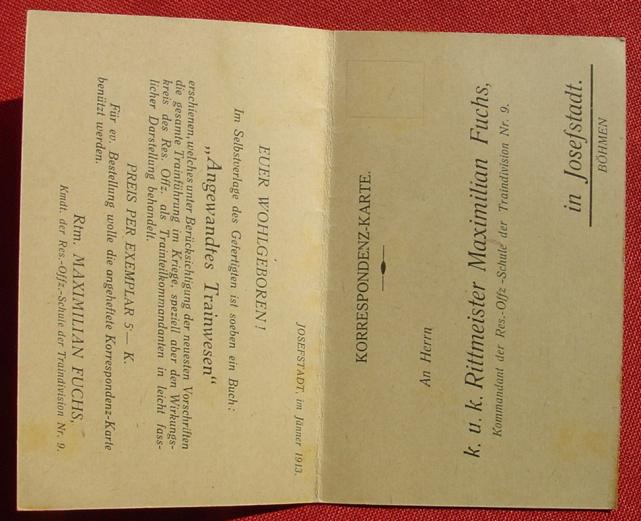 JOSEFSTADT, im Jänner 1913.
EUER WOHLGEBOREN!
Im Selbstverlage des Gefertigten ist soeben ein Buch:
„Angewandtes Trainwesen“
erschienen, welches unter Berücksichtigung der neuesten Vorschriften
die gesamte Trainführung im Kriege, speziell aber den Wirkungs-
kreis des Res. Offz. als Trainteilkommandanten in leicht fass-
licher Darstellung behandelt.
PREIS PER EXEMPLAR 5— K.
Für ev. Bestellung wolle die angeheftete Korrespondenz-Karte
benützt werden.
Rtm. MAXIMILIAN FUCHS,
Kmdt. der Res.-Offz.-Schule der Traindivision Nr. 9.
KORRESPONDENZ-KARTE.
An Herrn
k. u. k. Rittmeister Maximilian Fuchs,
Kommandant der Res.-Offz-Schule der Traindivision Nr. 9.
in Josefstadt.
BÖHMEN